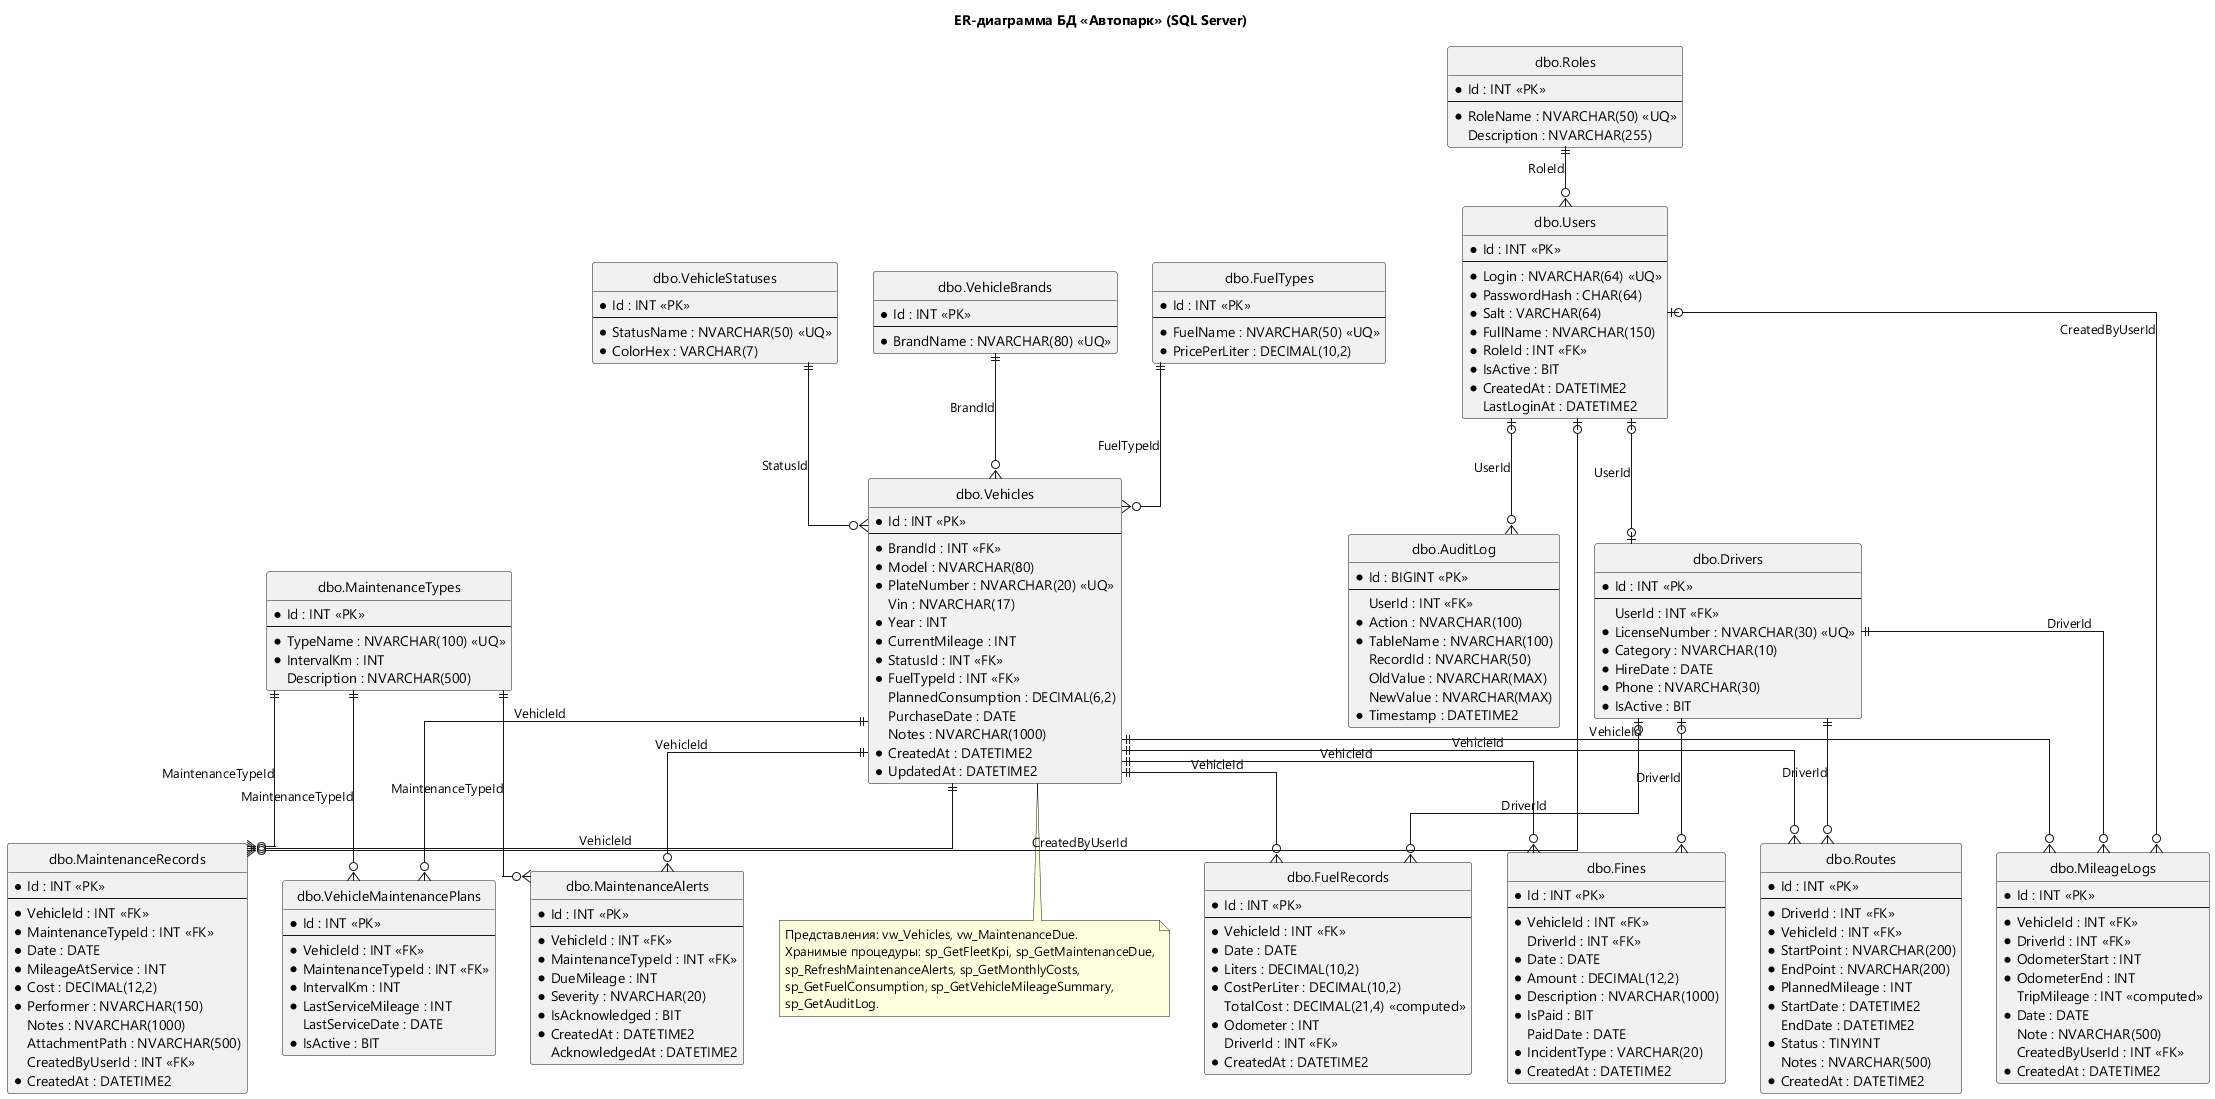 ER-диаграмма БД «Автопарк» (SQL Server)
dbo.Roles
Id : INT «PK»
RoleName : NVARCHAR(50) «UQ»
Description : NVARCHAR(255)
RoleId
dbo.Users
Id : INT «PK»
Login : NVARCHAR(64) «UQ»
PasswordHash : CHAR(64)
Salt : VARCHAR(64)
FullName : NVARCHAR(150)
RoleId : INT «FK»
IsActive : BIT
CreatedAt : DATETIME2
LastLoginAt : DATETIME2
dbo.VehicleStatuses
Id : INT «PK»
StatusName : NVARCHAR(50) «UQ»
ColorHex : VARCHAR(7)
dbo.VehicleBrands
Id : INT «PK»
BrandName : NVARCHAR(80) «UQ»
dbo.FuelTypes
Id : INT «PK»
FuelName : NVARCHAR(50) «UQ»
PricePerLiter : DECIMAL(10,2)
CreatedByUserId
BrandId
FuelTypeId
StatusId
UserId
UserId
dbo.Vehicles
Id : INT «PK»
BrandId : INT «FK»
Model : NVARCHAR(80)
PlateNumber : NVARCHAR(20) «UQ»
Vin : NVARCHAR(17)
Year : INT
CurrentMileage : INT
StatusId : INT «FK»
FuelTypeId : INT «FK»
PlannedConsumption : DECIMAL(6,2)
PurchaseDate : DATE
Notes : NVARCHAR(1000)
CreatedAt : DATETIME2
UpdatedAt : DATETIME2
dbo.AuditLog
Id : BIGINT «PK»
UserId : INT «FK»
Action : NVARCHAR(100)
TableName : NVARCHAR(100)
RecordId : NVARCHAR(50)
OldValue : NVARCHAR(MAX)
NewValue : NVARCHAR(MAX)
Timestamp : DATETIME2
dbo.Drivers
Id : INT «PK»
UserId : INT «FK»
LicenseNumber : NVARCHAR(30) «UQ»
Category : NVARCHAR(10)
HireDate : DATE
Phone : NVARCHAR(30)
IsActive : BIT
DriverId
dbo.MaintenanceTypes
Id : INT «PK»
TypeName : NVARCHAR(100) «UQ»
IntervalKm : INT
Description : NVARCHAR(500)
VehicleId
VehicleId
VehicleId
VehicleId
VehicleId
VehicleId
MaintenanceTypeId
MaintenanceTypeId
MaintenanceTypeId
DriverId
DriverId
DriverId
VehicleId
CreatedByUserId
dbo.MaintenanceRecords
Id : INT «PK»
VehicleId : INT «FK»
MaintenanceTypeId : INT «FK»
Date : DATE
MileageAtService : INT
Cost : DECIMAL(12,2)
Performer : NVARCHAR(150)
Notes : NVARCHAR(1000)
AttachmentPath : NVARCHAR(500)
CreatedByUserId : INT «FK»
CreatedAt : DATETIME2
dbo.VehicleMaintenancePlans
Id : INT «PK»
VehicleId : INT «FK»
MaintenanceTypeId : INT «FK»
IntervalKm : INT
LastServiceMileage : INT
LastServiceDate : DATE
IsActive : BIT
dbo.MaintenanceAlerts
Id : INT «PK»
VehicleId : INT «FK»
MaintenanceTypeId : INT «FK»
DueMileage : INT
Severity : NVARCHAR(20)
IsAcknowledged : BIT
CreatedAt : DATETIME2
AcknowledgedAt : DATETIME2
Представления: vw_Vehicles, vw_MaintenanceDue.
Хранимые процедуры: sp_GetFleetKpi, sp_GetMaintenanceDue,
sp_RefreshMaintenanceAlerts, sp_GetMonthlyCosts,
sp_GetFuelConsumption, sp_GetVehicleMileageSummary,
sp_GetAuditLog.
dbo.FuelRecords
Id : INT «PK»
VehicleId : INT «FK»
Date : DATE
Liters : DECIMAL(10,2)
CostPerLiter : DECIMAL(10,2)
TotalCost : DECIMAL(21,4) «computed»
Odometer : INT
DriverId : INT «FK»
CreatedAt : DATETIME2
dbo.Fines
Id : INT «PK»
VehicleId : INT «FK»
DriverId : INT «FK»
Date : DATE
Amount : DECIMAL(12,2)
Description : NVARCHAR(1000)
IsPaid : BIT
PaidDate : DATE
IncidentType : VARCHAR(20)
CreatedAt : DATETIME2
dbo.Routes
Id : INT «PK»
DriverId : INT «FK»
VehicleId : INT «FK»
StartPoint : NVARCHAR(200)
EndPoint : NVARCHAR(200)
PlannedMileage : INT
StartDate : DATETIME2
EndDate : DATETIME2
Status : TINYINT
Notes : NVARCHAR(500)
CreatedAt : DATETIME2
dbo.MileageLogs
Id : INT «PK»
VehicleId : INT «FK»
DriverId : INT «FK»
OdometerStart : INT
OdometerEnd : INT
TripMileage : INT «computed»
Date : DATE
Note : NVARCHAR(500)
CreatedByUserId : INT «FK»
CreatedAt : DATETIME2